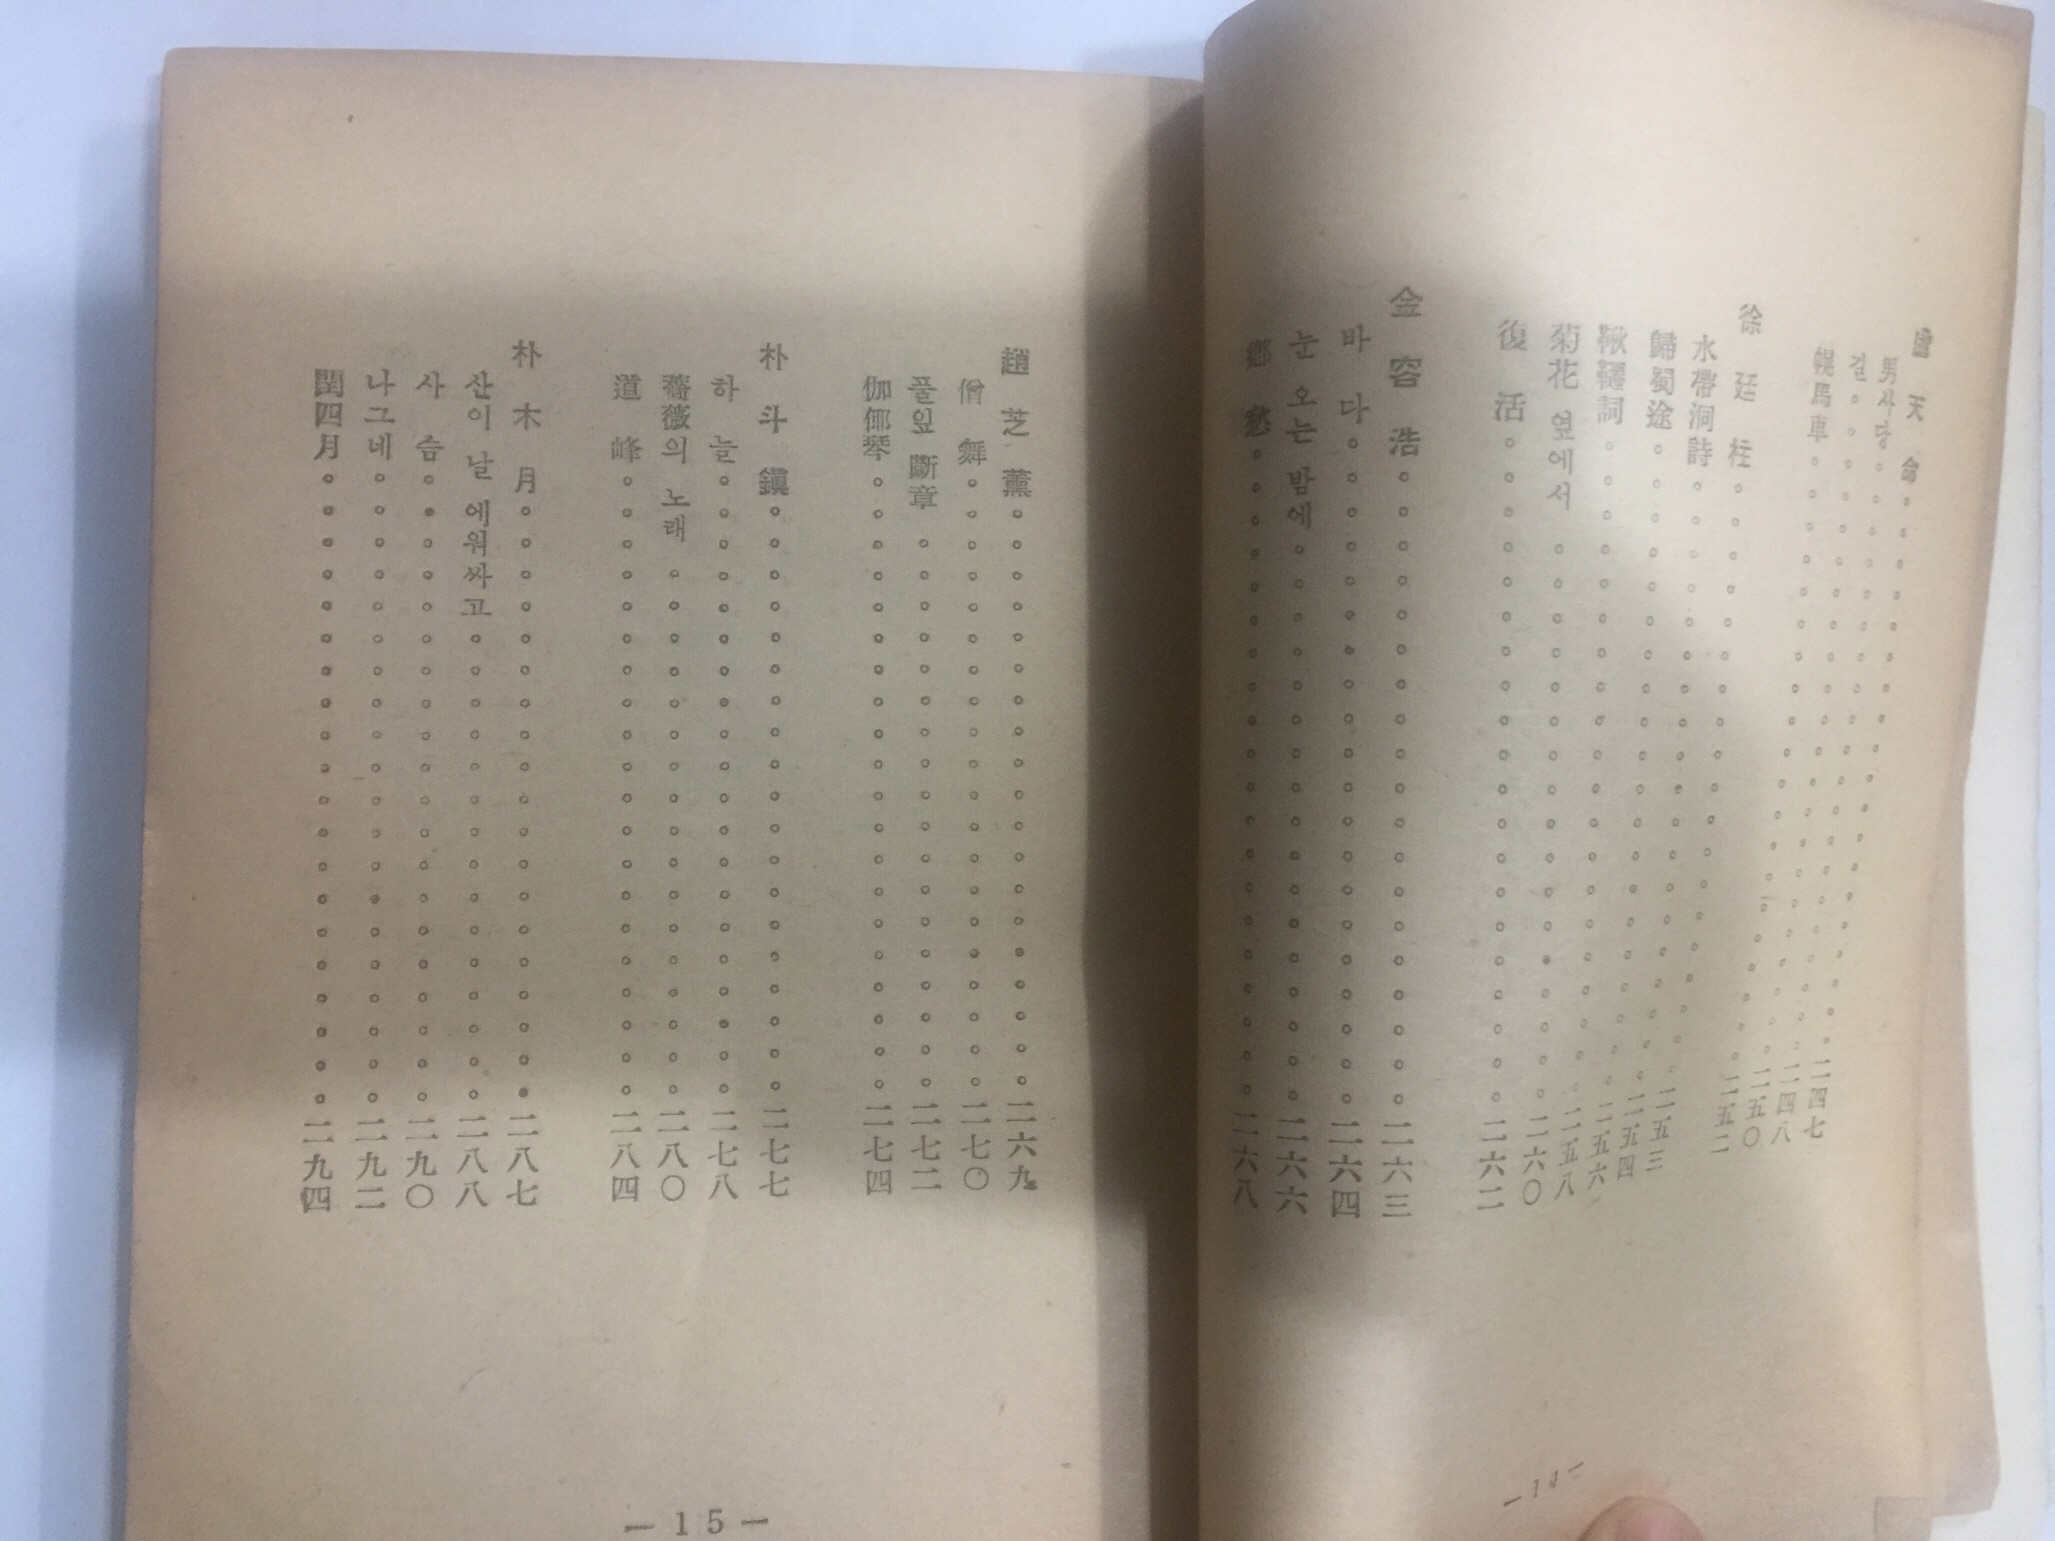 盧天命。。。。。。。。。。。。。。。。。。二四七
男사당。。。。。。。。。。。。。。。。。。二四八
길。。。。。。。。。。。。。。。。。。。。二五〇
幌馬車。。。。。。。。。。。。。。。。。。二五二
徐廷柱。。。。。。。。。。。。。。。。。。二五三
水帶洞詩。。。。。。。。。。。。。。。。。二五四
歸蜀途。。。。。。。。。。。。。。。。。。二五六
鞦韆詞。。。。。。。。。。。。。。。。。。二五八
菊花 옆에서。。。。。。。。。。。。。。。。二六〇
復活。。。。。。。。。。。。。。。。。。。。二六二
金容浩。。。。。。。。。。。。。。。。。。。二六三
바다。。。。。。。。。。。。。。。。。。。。二六四
눈 오는 밤에。。。。。。。。。。。。。。。。。二六六
鄕愁。。。。。。。。。。。。。。。。。。。。二六八
—14—
趙芝薰。。。。。。。。。。。。。。。。。。。二六九
僧舞。。。。。。。。。。。。。。。。。。。。二七〇
풀잎 斷章。。。。。。。。。。。。。。。。。。二七二
伽倻琴。。。。。。。。。。。。。。。。。。。。二七四
朴斗鎭。。。。。。。。。。。。。。。。。。。二七七
하늘。。。。。。。。。。。。。。。。。。。。二七八
薔薇의 노래。。。。。。。。。。。。。。。。。二八〇
道峰。。。。。。。。。。。。。。。。。。。。二八四
朴木月。。。。。。。。。。。。。。。。。。。二八七
산이 날 에워싸고。。。。。。。。。。。。。。。二八八
사슴。。。。。。。。。。。。。。。。。。。。二九〇
나그네。。。。。。。。。。。。。。。。。。。。二九二
閏四月。。。。。。。。。。。。。。。。。。。。二九四
—15—